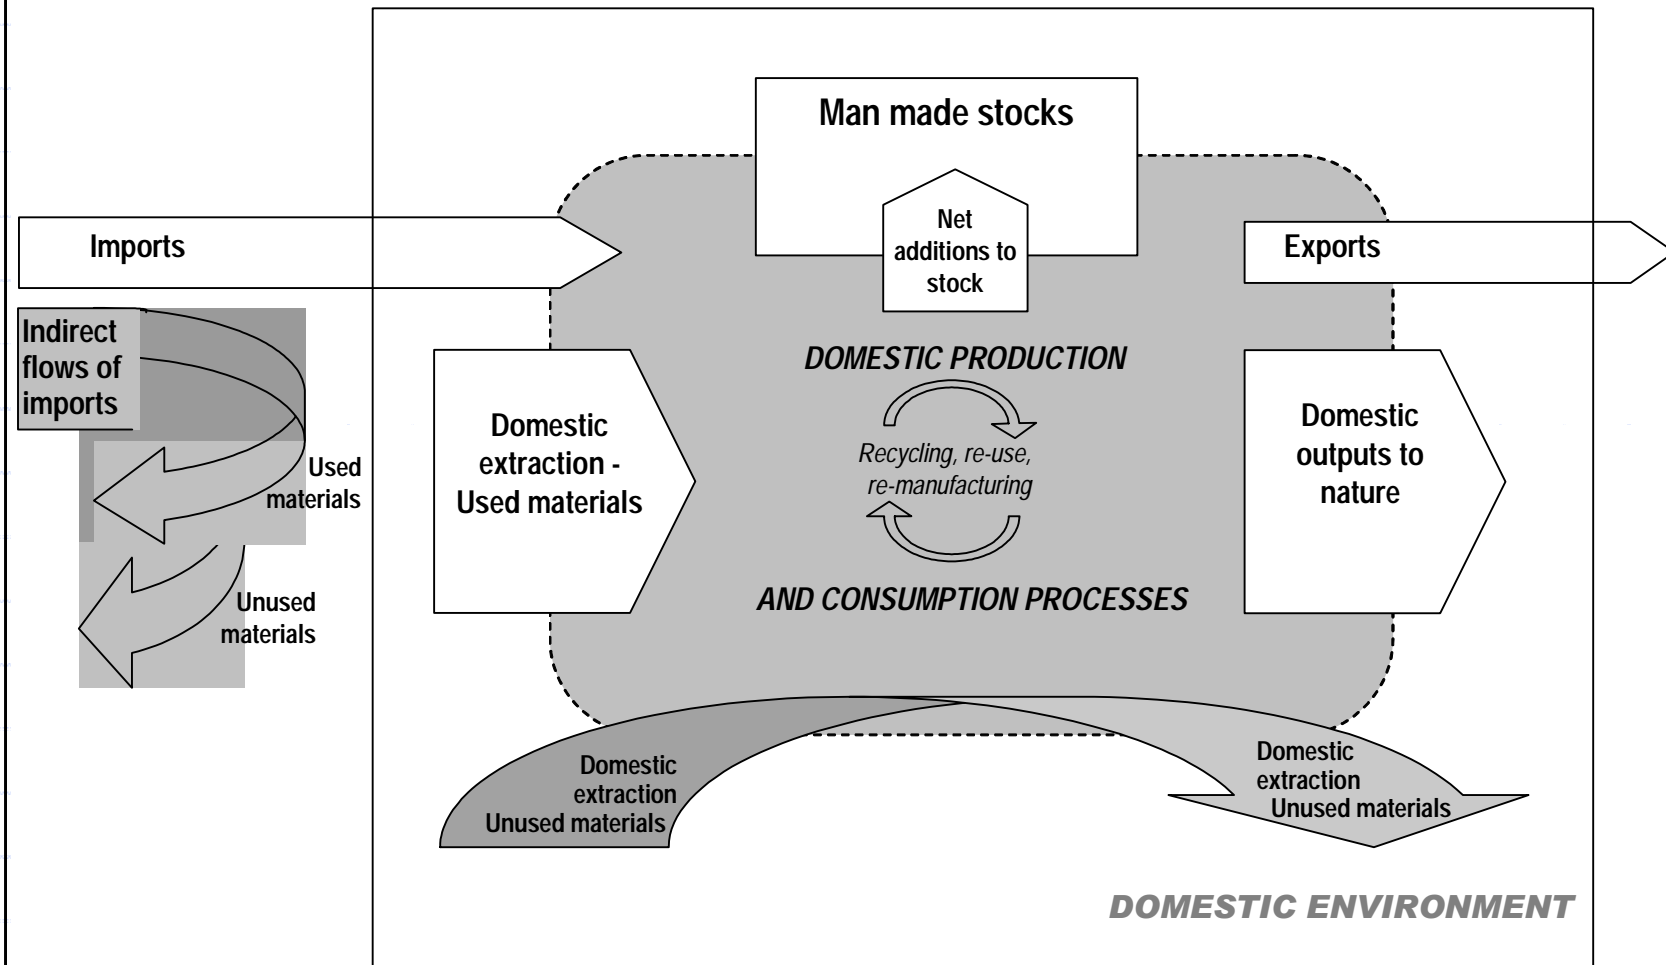 Man made stocks
Net
additions to
stock
Imports
Exports
Indirect
flows of
imports
Used
materials
Unused
materials
Domestic
extraction -
Used materials
DOMESTIC PRODUCTION
Recycling, re-use,
re-manufacturing
AND CONSUMPTION PROCESSES
Domestic
outputs to
nature
Domestic
extraction
Unused materials
Domestic
extraction
Unused materials
DOMESTIC ENVIRONMENT